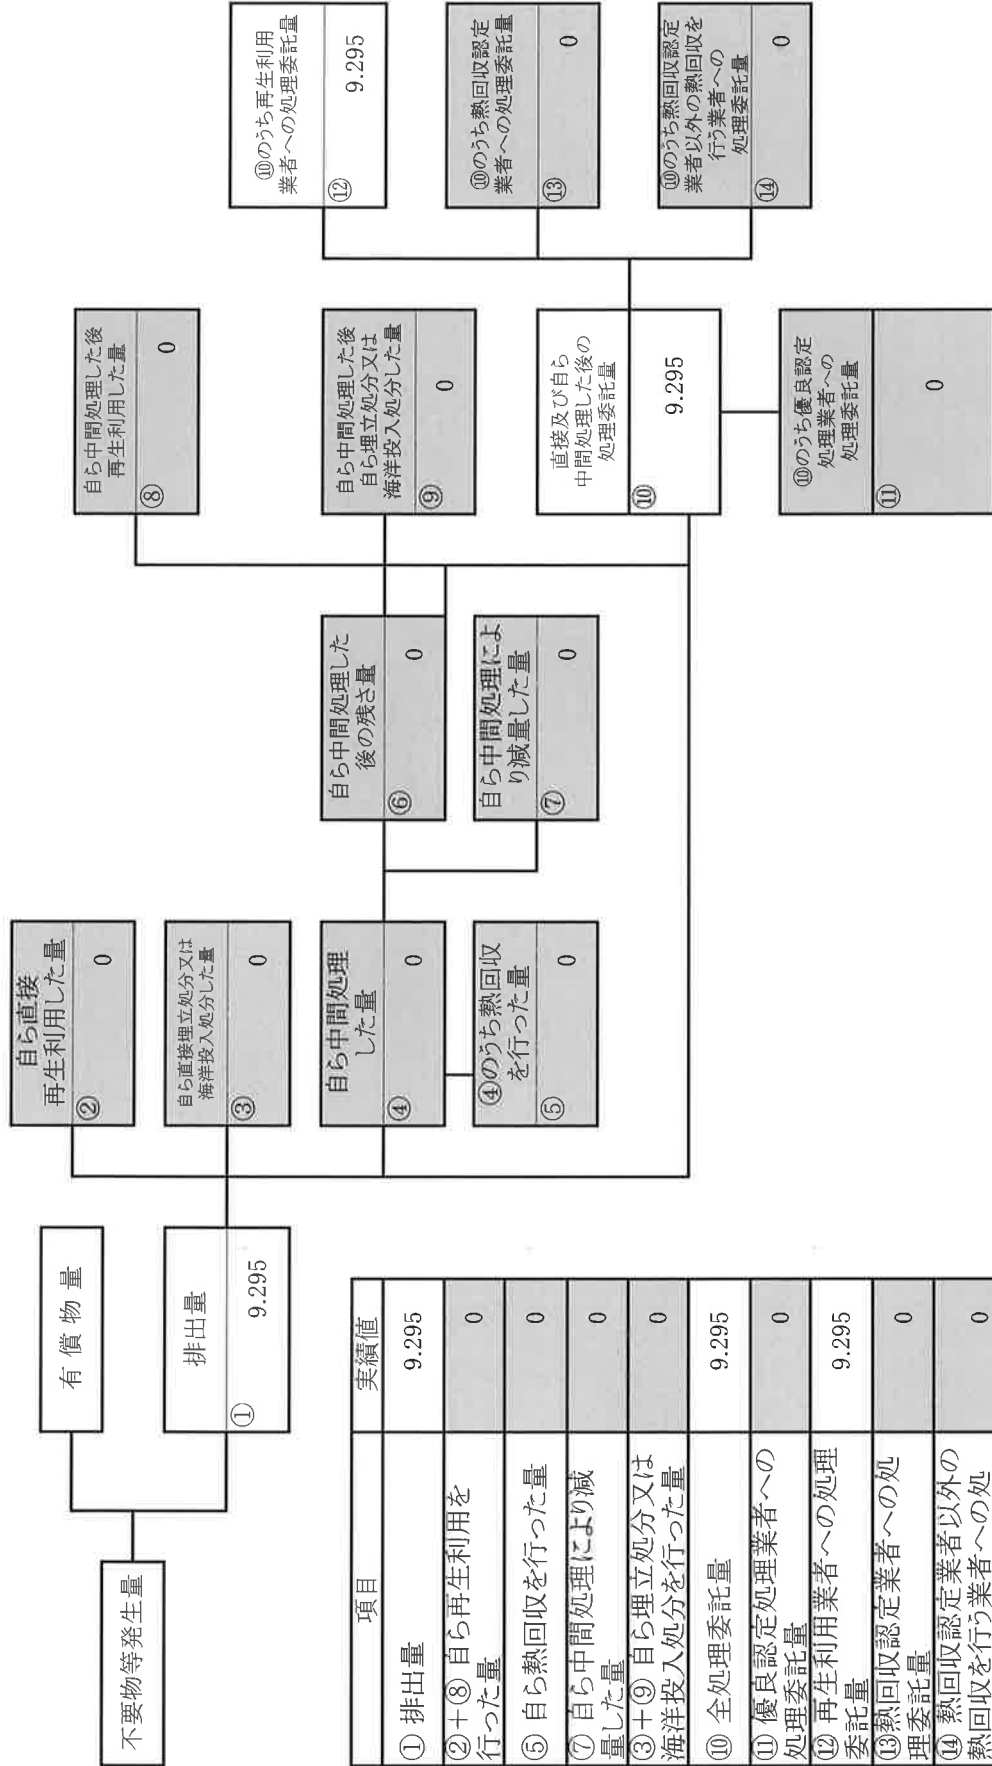 不要物等発生量
有償物量
排出量
①
9.295
自ら直接
再生利用した量
②
0
自ら直接埋立処分又は
海洋投入処分した量
③
0
自ら中間処理
した量
④
0
④のうち熱回収
を行った量
⑤
0
自ら中間処理した
後の残さ量
⑥
0
自ら中間処理によ
り減量した量
⑦
0
自ら中間処理した後
再生利用した量
⑧
0
自ら中間処理した後
自ら埋立処分又は
海洋投入処分した量
⑨
0
直接及び自ら
中間処理した後の
処理委託量
⑩
9.295
⑩のうち優良認定
処理業者への
処理委託量
⑪
0
⑩のうち再生利用
業者への処理委託量
⑫
9.295
⑩のうち熱回収認定
業者への処理委託量
⑬
0
⑩のうち熱回収認定
業者以外の熱回収を
行う業者への
処理委託量
⑭
0
項目 実績値
① 排出量 9.295
②＋⑧ 自ら再生利用を
行った量 0
⑤ 自ら熱回収を行った量 0
⑦ 自ら中間処理により減
量した量 0
③＋⑨ 自ら埋立処分又は
海洋投入処分を行った量 0
⑩ 全処理委託量 9.295
⑪ 優良認定処理業者への
処理委託量 0
⑫ 再生利用業者への処理
委託量 9.295
⑬熱回収認定業者への処
理委託量 0
⑭ 熱回収認定業者以外の
熱回収を行う業者への処 0